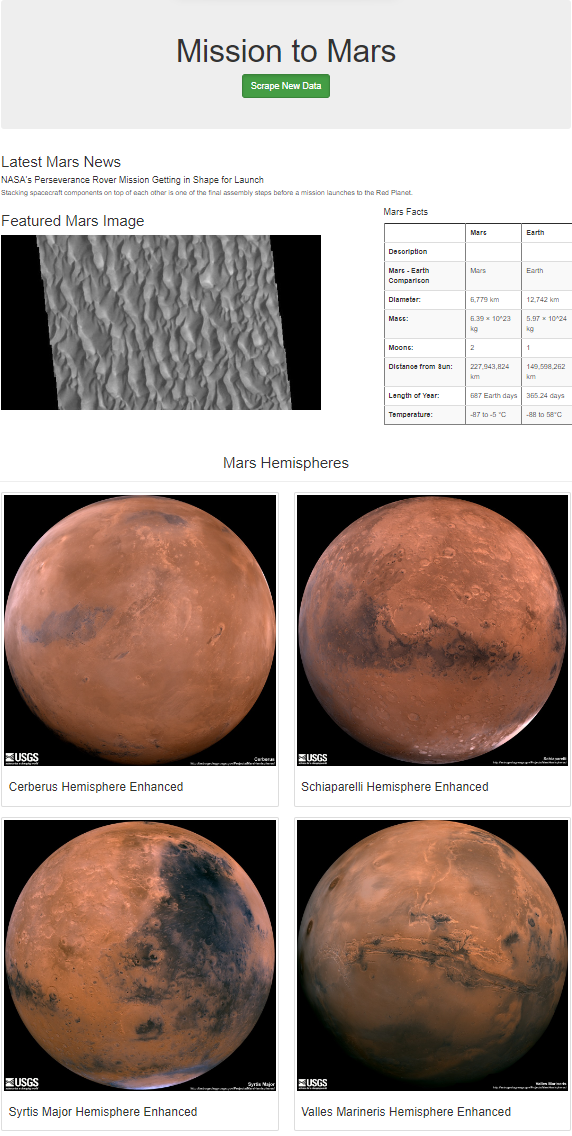 Mission to Mars
Scrape New Data
Latest Mars News
NASA's Perseverance Rover Mission Getting in Shape for Launch
Stacking spacecraft components on top of each other is one of the final assembly steps before a mission launches to the Red Planet.
Featured Mars Image
Mars Facts
Mars Earth
Description
Mars - Earth Comparison Mars Earth
Diameter: 6,779 km 12,742 km
Mass: 6.39 × 10^23 kg 5.97 × 10^24 kg
Moons: 2 1
Distance from Sun: 227,943,824 km 149,598,262 km
Length of Year: 687 Earth days 365.24 days
Temperature: -87 to -5 °C -88 to 58°C
Mars Hemispheres
USGS
Cerberus
USGS
Schiaparelli
Cerberus Hemisphere Enhanced
Schiaparelli Hemisphere Enhanced
USGS
Syrtis Major
USGS
Valles Marineris
Syrtis Major Hemisphere Enhanced
Valles Marineris Hemisphere Enhanced